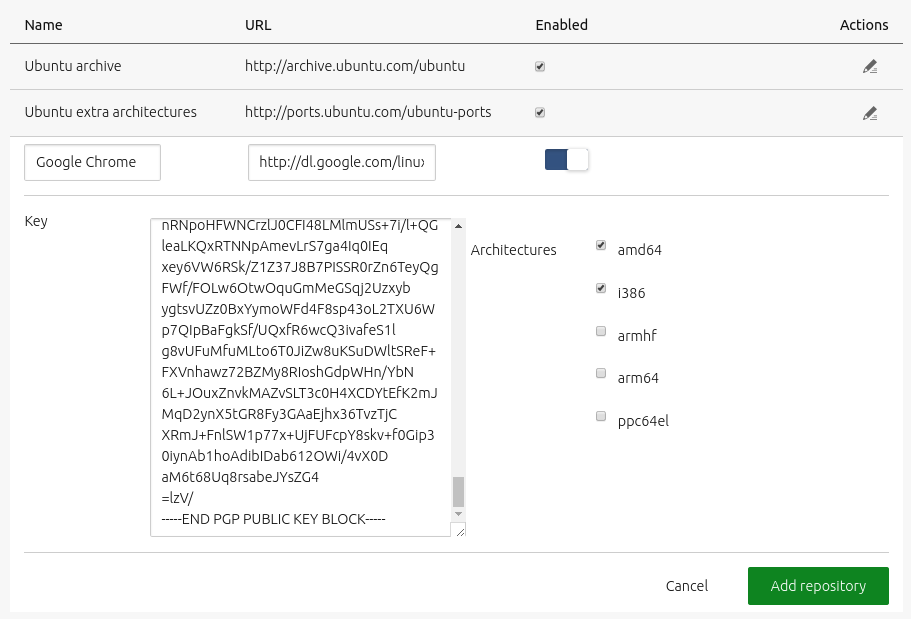 Name URL Enabled Actions
Ubuntu archive http://archive.ubuntu.com/ubuntu
Ubuntu extra architectures http://ports.ubuntu.com/ubuntu-ports
Google Chrome http://dl.google.com/linux
Key
nRNpoHFWNCrzlJ0CFI48LMlmUSs+7i/l+QG
leaLKQxRTNNpAmevLrS7ga4Iq0IEq
xey6VW6RSk/Z1Z37J8B7PISSR0rZn6TeyQg
FWf/FOLw6OtwOquGmMeGSqj2Uzxyb
ygtsvUZz0BxYymoWFd4F8sp43oL2TXU6W
p7QIpBaFgkSf/UQxfR6wcQ3ivafeS1l
g8vUFuMfuMLto6T0JiZw8uKSuDWltSReF+
FXVnhawz72BZMy8RIoshGdpWHn/YbN
6L+JOuxZnvkMAZvSLT3c0H4XCDYtEfK2mJ
MqD2ynX5tGR8Fy3GAaEjhx36TvzTjC
XRmJ+FnlSW1p77x+UjFUFcpY8skv+f0Gip3
0iynAb1hoAdibIDab612OWi/4vX0D
aM6t68Uq8rsabeJYsZG4
=lzV/
-----END PGP PUBLIC KEY BLOCK-----
Architectures
amd64
i386
armhf
arm64
ppc64el
Cancel Add repository